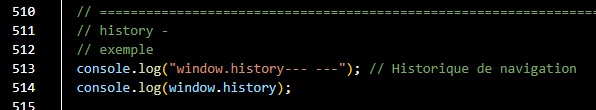 510 // ==============================================================
511 // history -
512 // exemple
513 console.log("window.history--- ---"); // Historique de navigation
514 console.log(window.history);
515